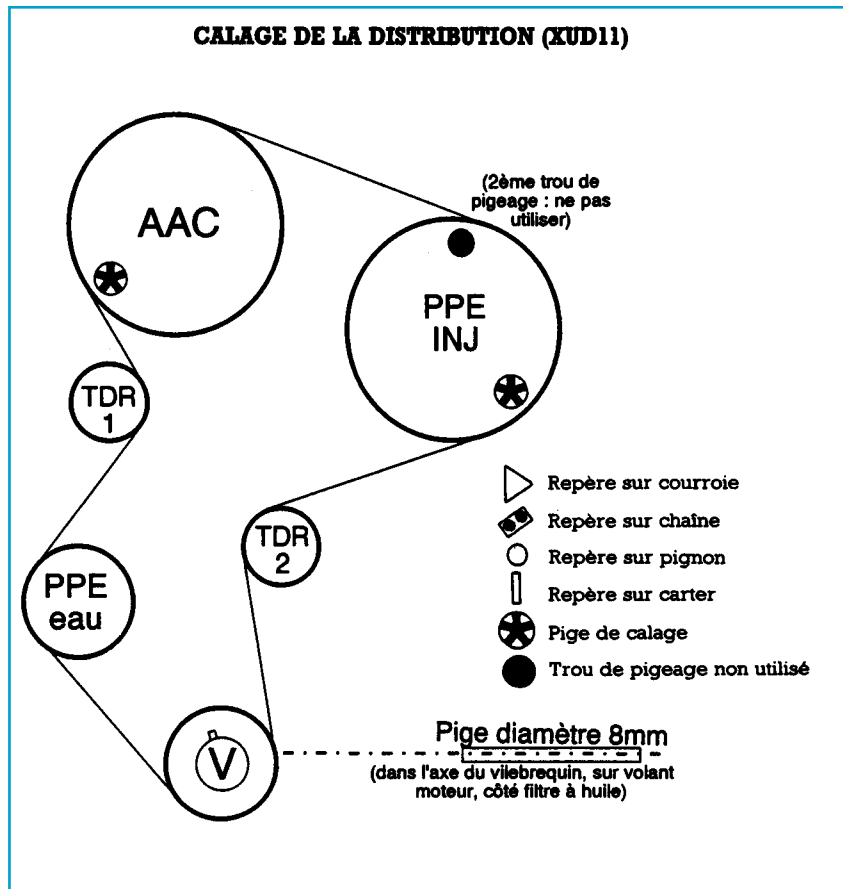 CALAGE DE LA DISTRIBUTION (XUD11)
AAC
(2ème trou de
pigeage : ne pas
utiliser)
PPE
INJ
TDR
1
TDR
2
PPE
eau
V
Repère sur courroie
Repère sur chaîne
Repère sur pignon
Repère sur carter
Pige de calage
Trou de pigeage non utilisé
Pige diamètre 8mm
(dans l'axe du vilebrequin, sur volant
moteur, côté filtre à huile)